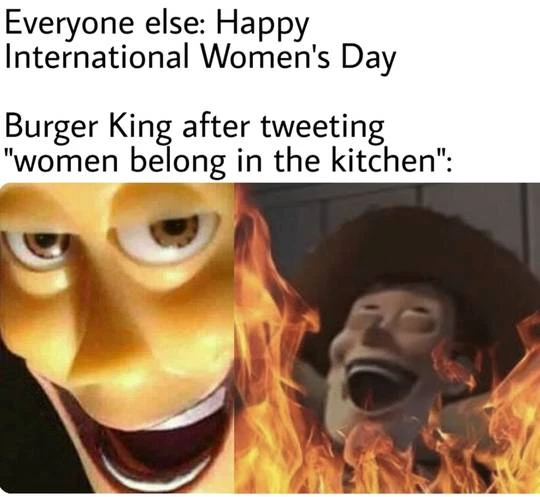 Everyone else: Happy
International Women's Day
Burger King after tweeting
"women belong in the kitchen":